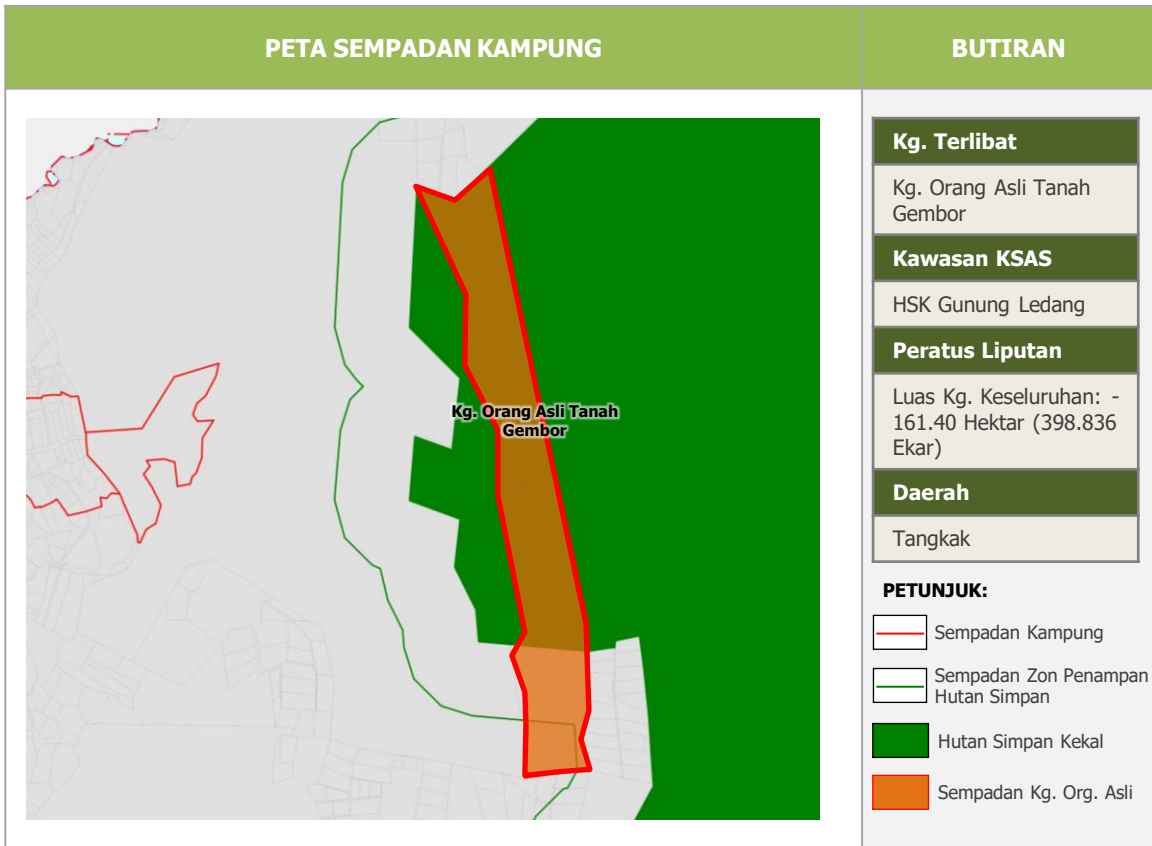 PETA SEMPADAN KAMPUNG
BUTIRAN
Kg. Orang Asli Tanah
Gembor
Kg. Terlibat
Kg. Orang Asli Tanah
Gembor
Kawasan KSAS
HSK Gunung Ledang
Peratus Liputan
Luas Kg. Keseluruhan: -
161.40 Hektar (398.836
Ekar)
Daerah
Tangkak
PETUNJUK:
Sempadan Kampung
Sempadan Zon Penampan
Hutan Simpan
Hutan Simpan Kekal
Sempadan Kg. Org. Asli